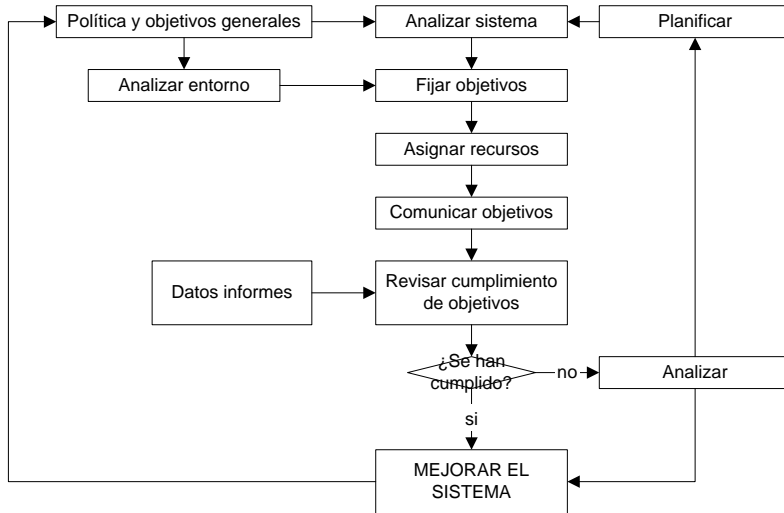 Política y objetivos generales
Analizar sistema
Planificar
Analizar entorno
Fijar objetivos
Asignar recursos
Comunicar objetivos
Datos informes
Revisar cumplimiento
de objetivos
¿Se han
cumplido?
no
Analizar
si
MEJORAR EL
SISTEMA